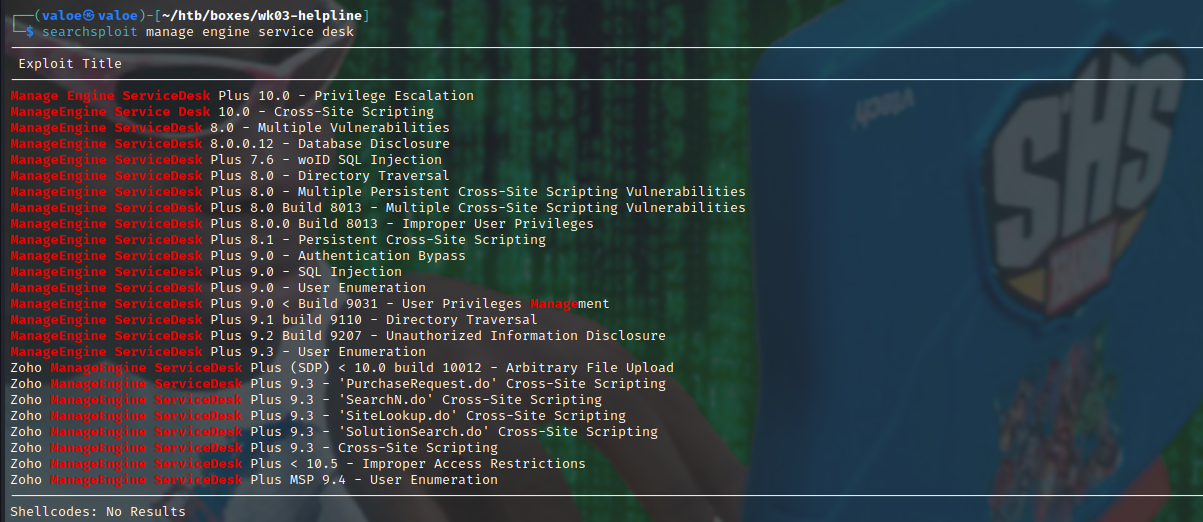 ┌──(valoe㉿valoe)-[~/htb/boxes/wk03-helpline]
└─$ searchsploit manage engine service desk
Exploit Title
Manage Engine ServiceDesk Plus 10.0 - Privilege Escalation
ManageEngine Service Desk 10.0 - Cross-Site Scripting
ManageEngine ServiceDesk 8.0 - Multiple Vulnerabilities
ManageEngine ServiceDesk 8.0.0.12 - Database Disclosure
ManageEngine ServiceDesk Plus 7.6 - woID SQL Injection
ManageEngine ServiceDesk Plus 8.0 - Directory Traversal
ManageEngine ServiceDesk Plus 8.0 - Multiple Persistent Cross-Site Scripting Vulnerabilities
ManageEngine ServiceDesk Plus 8.0 Build 8013 - Multiple Cross-Site Scripting Vulnerabilities
ManageEngine ServiceDesk Plus 8.0.0 Build 8013 - Improper User Privileges
ManageEngine ServiceDesk Plus 8.1 - Persistent Cross-Site Scripting
ManageEngine ServiceDesk Plus 9.0 - Authentication Bypass
ManageEngine ServiceDesk Plus 9.0 - SQL Injection
ManageEngine ServiceDesk Plus 9.0 - User Enumeration
ManageEngine ServiceDesk Plus 9.0 < Build 9031 - User Privileges Management
ManageEngine ServiceDesk Plus 9.1 build 9110 - Directory Traversal
ManageEngine ServiceDesk Plus 9.2 Build 9207 - Unauthorized Information Disclosure
ManageEngine ServiceDesk Plus 9.3 - User Enumeration
Zoho ManageEngine ServiceDesk Plus (SDP) < 10.0 build 10012 - Arbitrary File Upload
Zoho ManageEngine ServiceDesk Plus 9.3 - 'PurchaseRequest.do' Cross-Site Scripting
Zoho ManageEngine ServiceDesk Plus 9.3 - 'SearchN.do' Cross-Site Scripting
Zoho ManageEngine ServiceDesk Plus 9.3 - 'SiteLookup.do' Cross-Site Scripting
Zoho ManageEngine ServiceDesk Plus 9.3 - 'SolutionSearch.do' Cross-Site Scripting
Zoho ManageEngine ServiceDesk Plus 9.3 - Cross-Site Scripting
Zoho ManageEngine ServiceDesk Plus < 10.5 - Improper Access Restrictions
Zoho ManageEngine ServiceDesk Plus MSP 9.4 - User Enumeration
Shellcodes: No Results
SHS